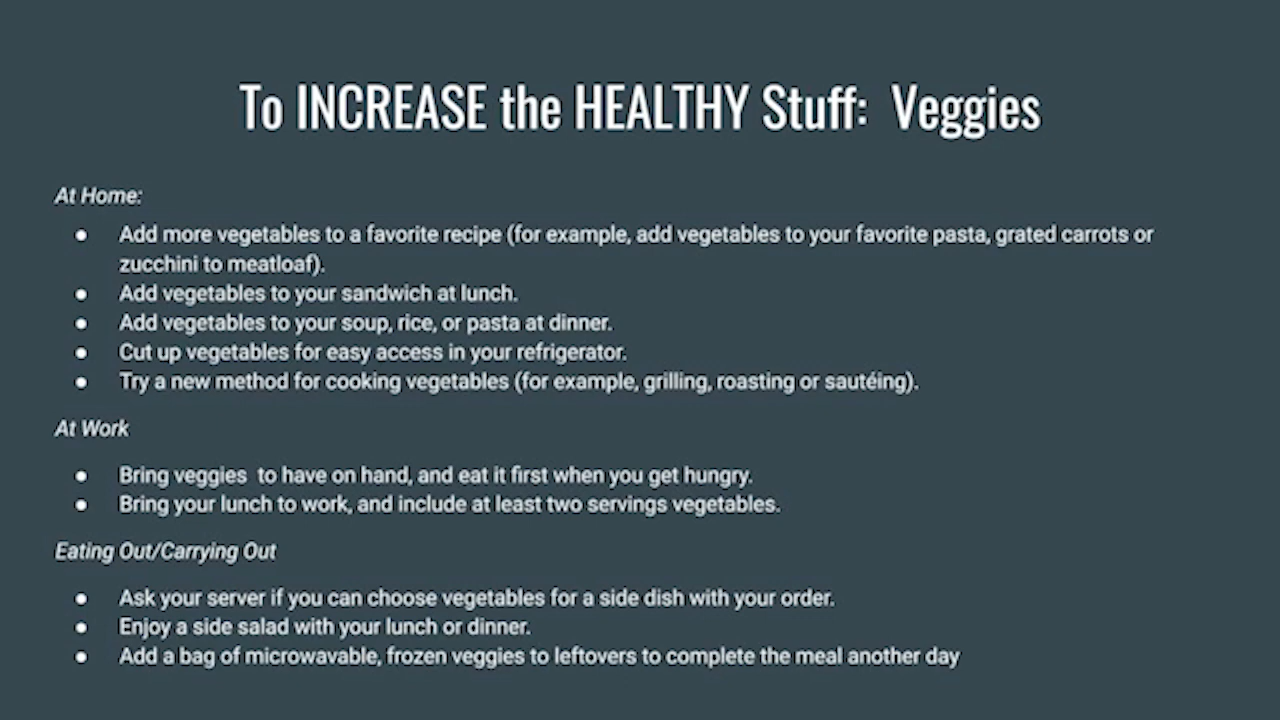 To INCREASE the HEALTHY Stuff:  Veggies
At Home:
● Add more vegetables to a favorite recipe (for example, add vegetables to your favorite pasta, grated carrots or
zucchini to meatloaf).
● Add vegetables to your sandwich at lunch.
● Add vegetables to your soup, rice, or pasta at dinner.
● Cut up vegetables for easy access in your refrigerator.
● Try a new method for cooking vegetables (for example, grilling, roasting or sautéing).
At Work
● Bring veggies  to have on hand, and eat it first when you get hungry.
● Bring your lunch to work, and include at least two servings vegetables.
Eating Out/Carrying Out
● Ask your server if you can choose vegetables for a side dish with your order.
● Enjoy a side salad with your lunch or dinner.
● Add a bag of microwavable, frozen veggies to leftovers to complete the meal another day